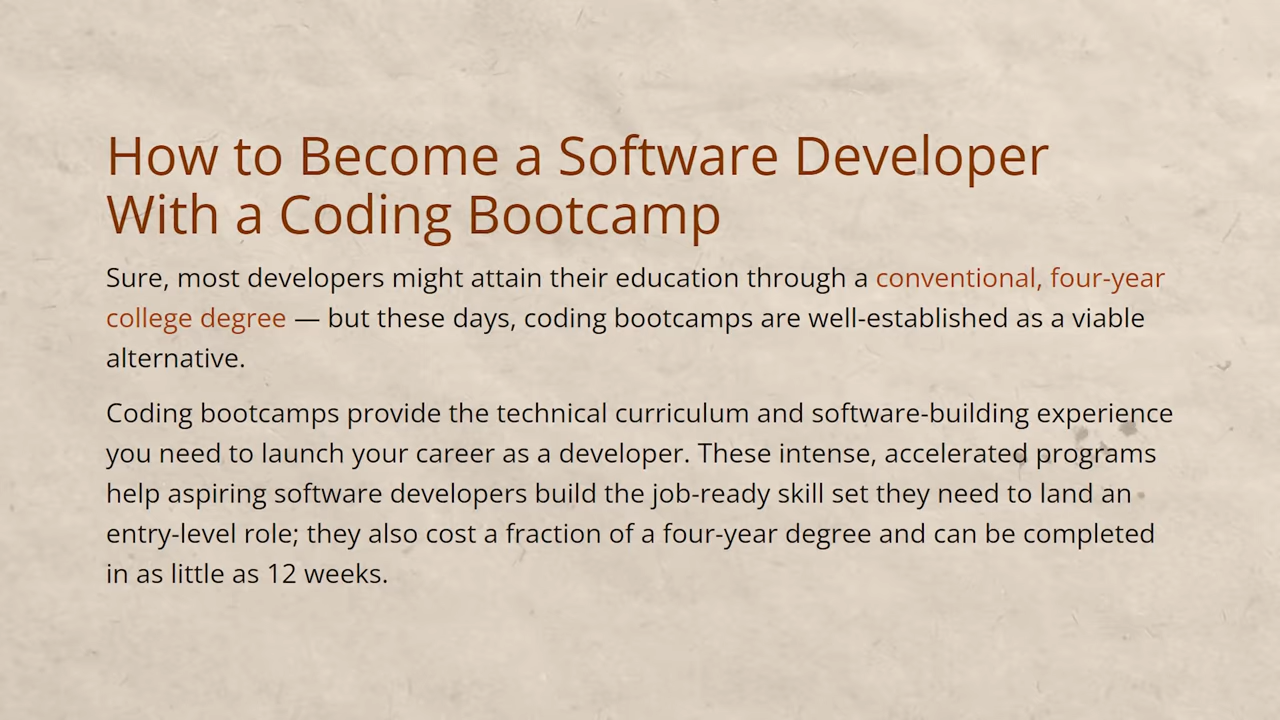 How to Become a Software Developer
With a Coding Bootcamp
Sure, most developers might attain their education through a conventional, four-year
college degree — but these days, coding bootcamps are well-established as a viable
alternative.
Coding bootcamps provide the technical curriculum and software-building experience
you need to launch your career as a developer. These intense, accelerated programs
help aspiring software developers build the job-ready skill set they need to land an
entry-level role; they also cost a fraction of a four-year degree and can be completed
in as little as 12 weeks.